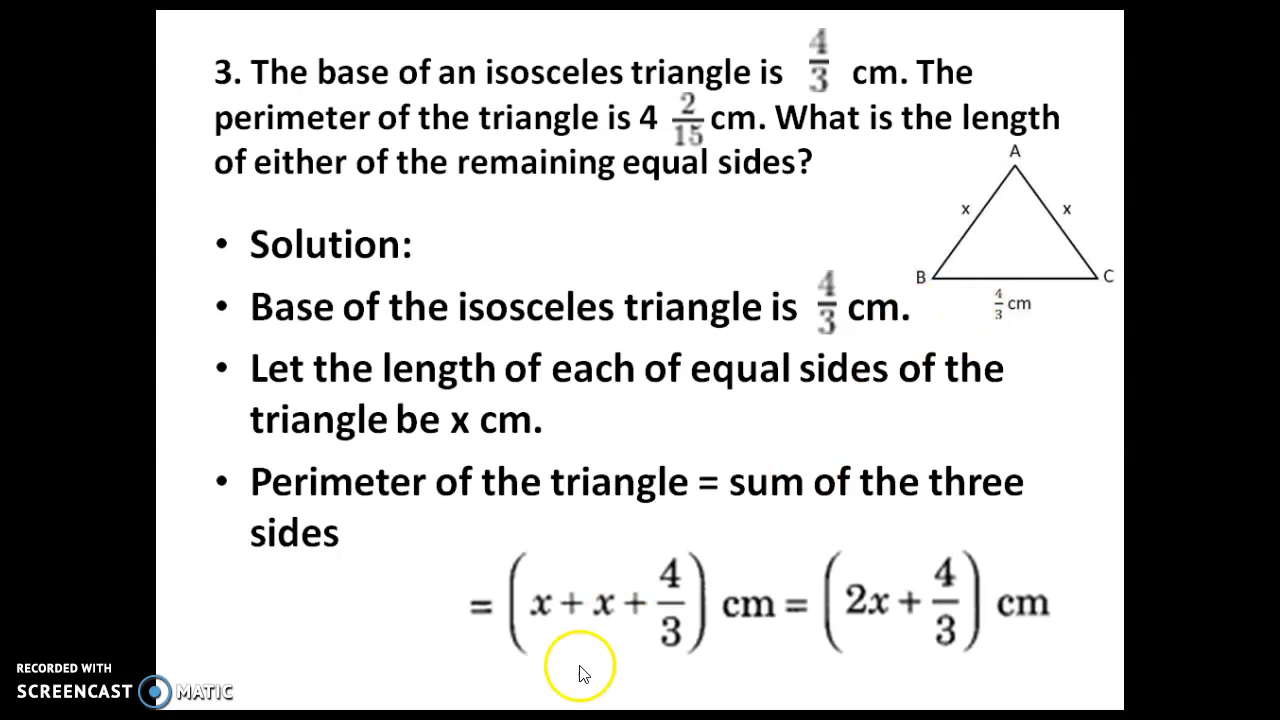 3. The base of an isosceles triangle is 4/3 cm. The
perimeter of the triangle is 4 2/15 cm. What is the length
of either of the remaining equal sides?
A
x x
B C
4/3 cm
• Solution:
• Base of the isosceles triangle is 4/3 cm.
• Let the length of each of equal sides of the
triangle be x cm.
• Perimeter of the triangle = sum of the three
sides
= (x + x + 4/3) cm = (2x + 4/3) cm
RECORDED WITH
SCREENCAST MATIC